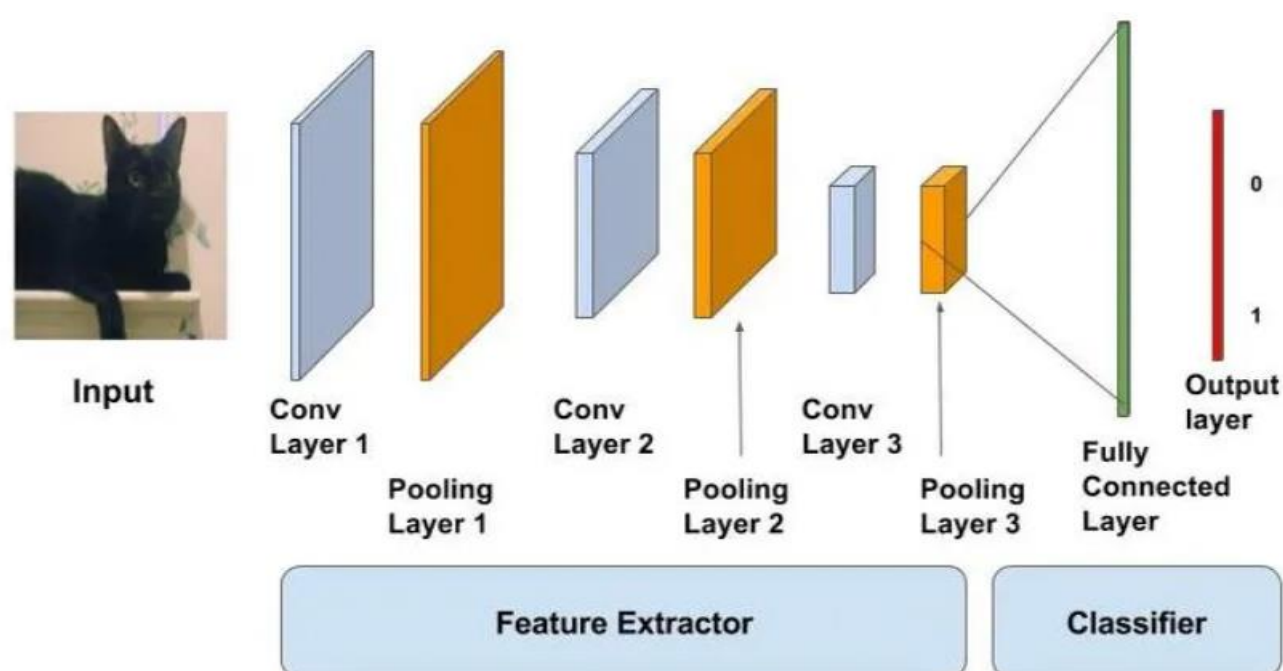 Input
Conv
Layer 1
Pooling
Layer 1
Conv
Layer 2
Pooling
Layer 2
Conv
Layer 3
Pooling
Layer 3
Fully
Connected
Layer
0
1
Output
layer
Feature Extractor
Classifier